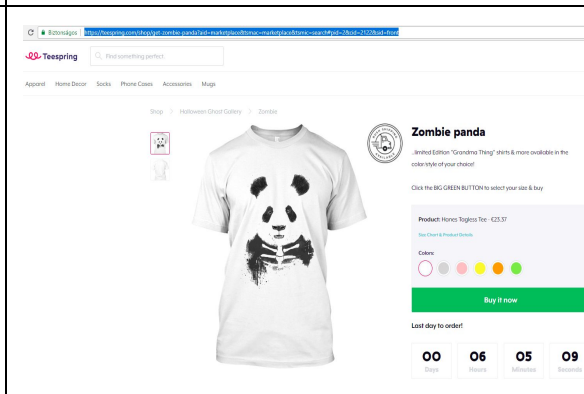 Biztonságos https://teespring.com/shop/get-zombie-panda?aid=marketplace&tsmac=marketplace&tsmic=search#pid=2&cid=2122&sid=front
Teespring
Find something perfect
Apparel Home Decor Socks Phone Cases Accessories Mugs
Shop > Halloween Ghost Gallery > Zombie
RUSH SHIPPING AVAILABLE
Zombie panda
..limited Edition "Grandma Thing" shirts & more available in the
color/style of your choice!
Click the BIG GREEN BUTTON to select your size & buy
Product: Hanes Tagless Tee - €23.37
Size Chart & Product Details
Colors:
Buy it now
Last day to order!
00 06 05 09
Days Hours Minutes Seconds